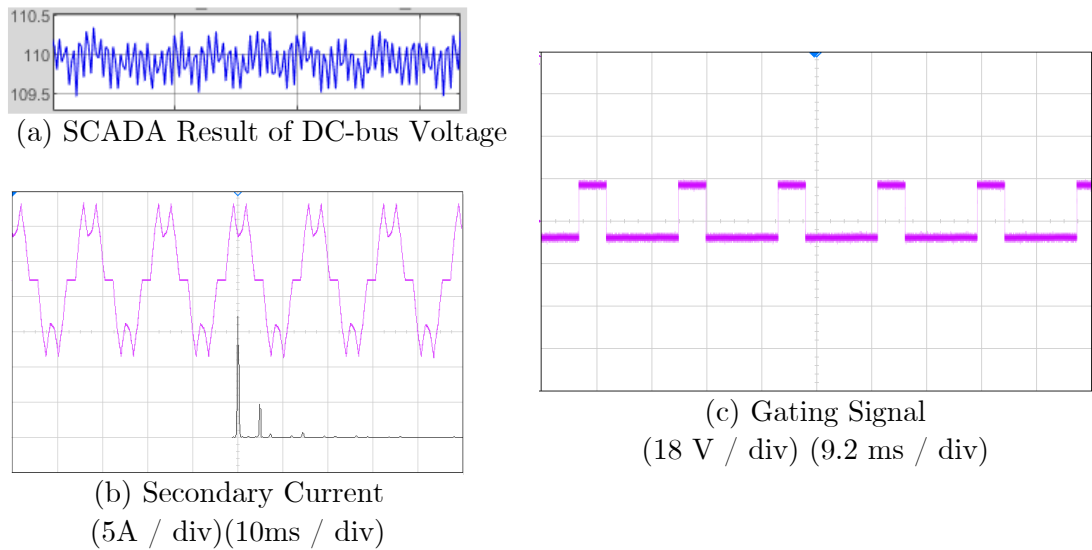 110.5
110
109.5
(a) SCADA Result of DC-bus Voltage
(b) Secondary Current
(5A / div)(10ms / div)
(c) Gating Signal
(18 V / div) (9.2 ms / div)